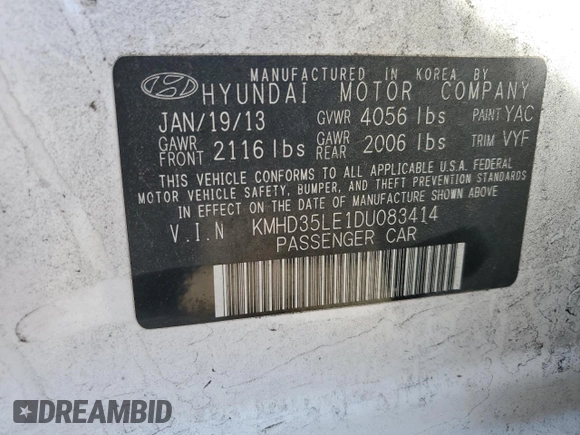 MANUFACTURED IN KOREA BY
HYUNDAI MOTOR COMPANY
JAN/19/13 GVWR 4056 lbs PAINT YAC
GAWR FRONT 2116 lbs GAWR REAR 2006 lbs TRIM VYF
THIS VEHICLE CONFORMS TO ALL APPLICABLE U.S.A. FEDERAL
MOTOR VEHICLE SAFETY, BUMPER, AND THEFT PREVENTION STANDARDS
IN EFFECT ON THE DATE OF MANUFACTURE SHOWN ABOVE.
V.I.N KMHD35LE1DU083414
PASSENGER CAR
DREAMBID